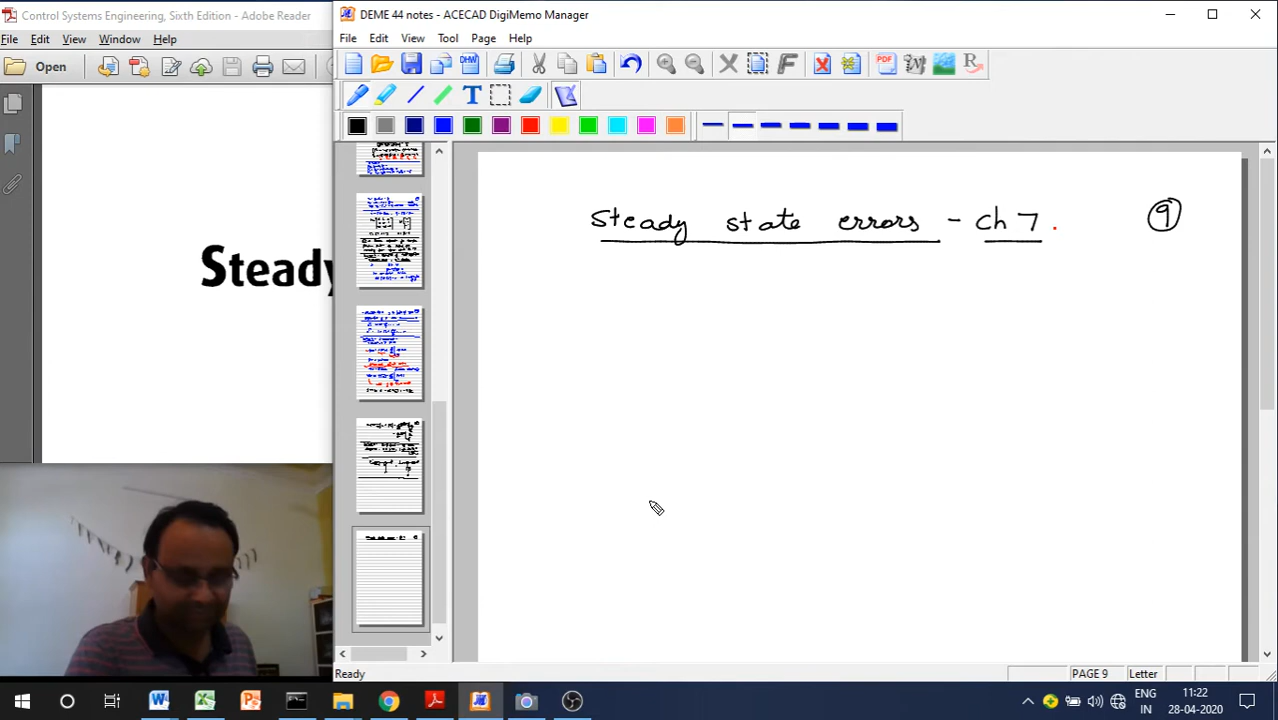 Control Systems Engineering, Sixth Edition - Adobe Reader
File Edit View Window Help
Open
Steady
DEME 44 notes - ACECAD DigiMemo Manager
File Edit View Tool Page Help
DHW PDF
T
Steady state errors - Ch 7 .
9
Ready
PAGE 9 Letter
ENG
IN
11:22
28-04-2020